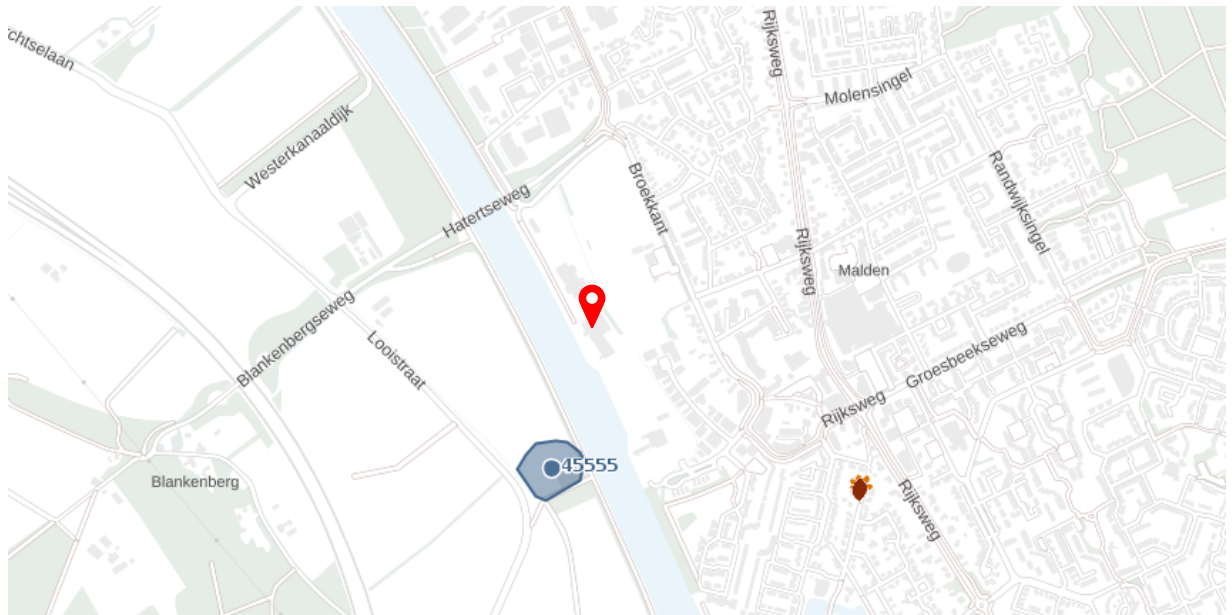 chtselaan
Rijksweg
Molensingel
Westerkanaaldijk
Randwijksingel
Broekkant
Hatertseweg
Rijksweg
Malden
Blankenbergseweg
Looistraat
Groesbeekseweg
Rijksweg
45555
Blankenberg
Rijksweg